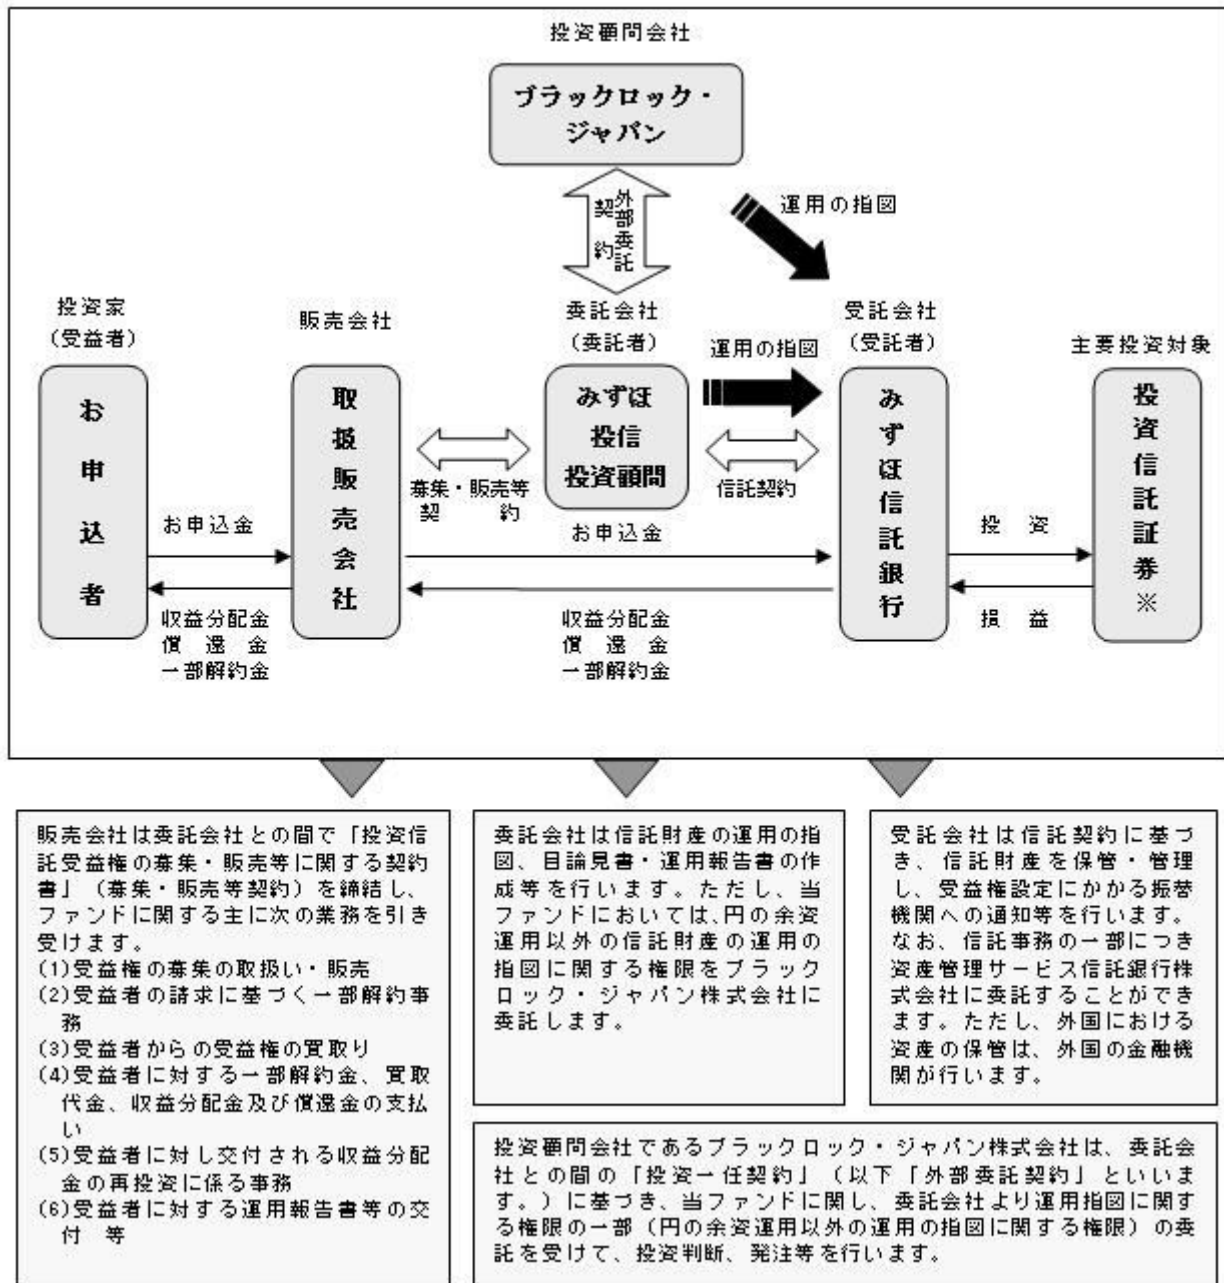 投資顧問会社
ブラックロック・
ジャパン
外部委託
契約
運用の指図
投資家
(受益者)
販売会社
委託会社
(委託者)
運用の指図
受託会社
(受託者)
主要投資対象
お申込者
取扱販売会社
みずほ
投信
投資顧問
みずほ信託銀行
投資信託証券※
募集・販売等
契約
信託契約
お申込金
お申込金
投資
収益分配金
償還金
一部解約金
収益分配金
償還金
一部解約金
損益
販売会社は委託会社との間で「投資信
託受益権の募集・販売等に関する契約
書」(募集・販売等契約)を締結し、
ファンドに関する主に次の業務を引き
受けます。
(1)受益権の募集の取扱い・販売
(2)受益者の請求に基づく一部解約事
務
(3)受益者からの受益権の買取り
(4)受益者に対する一部解約金、買取
代金、収益分配金及び償還金の支払
い
(5)受益者に対し交付される収益分配
金の再投資に係る事務
(6)受益者に対する運用報告書等の交
付 等
委託会社は信託財産の運用の指
図、目論見書・運用報告書の作
成等を行います。ただし、当
ファンドにおいては、円の余資
運用以外の信託財産の運用の
指図に関する権限をブラック
ロック・ジャパン株式会社に
委託します。
受託会社は信託契約に基づ
き、信託財産を保管・管理
し、受益権設定にかかる振替
機関への通知等を行います。
なお、信託事務の一部につき
資産管理サービス信託銀行株
式会社に委託することができ
ます。ただし、外国における
資産の保管は、外国の金融機
関が行います。
投資顧問会社であるブラックロック・ジャパン株式会社は、委託会
社との間の「投資一任契約」(以下「外部委託契約」といいま
す。)に基づき、当ファンドに関し、委託会社より運用指図に関す
る権限の一部(円の余資運用以外の運用の指図に関する権限)の委
託を受けて、投資判断、発注等を行います。